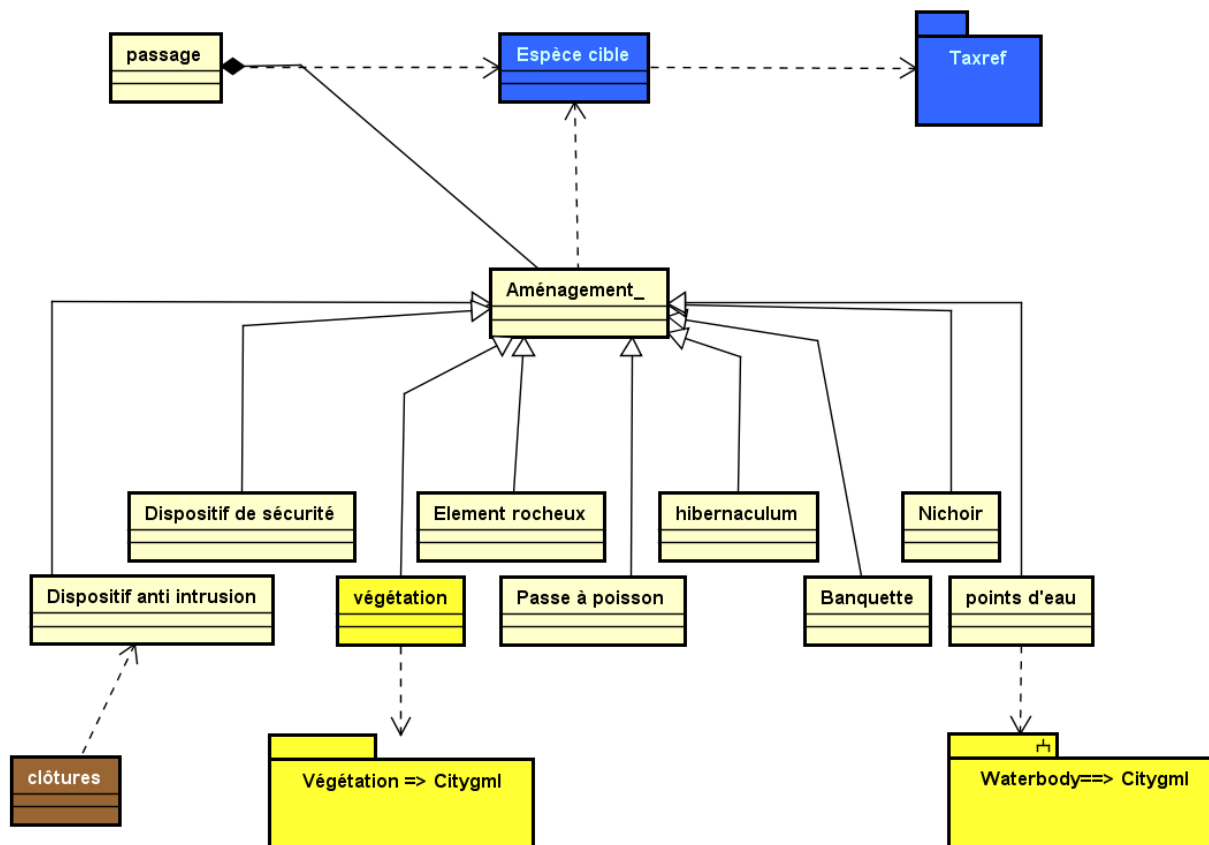 passage
Espèce cible
Taxref
Aménagement_
Dispositif de sécurité
Element rocheux
hibernaculum
Nichoir
Dispositif anti intrusion
végétation
Passe à poisson
Banquette
points d'eau
clôtures
Végétation => Citygml
Waterbody==> Citygml